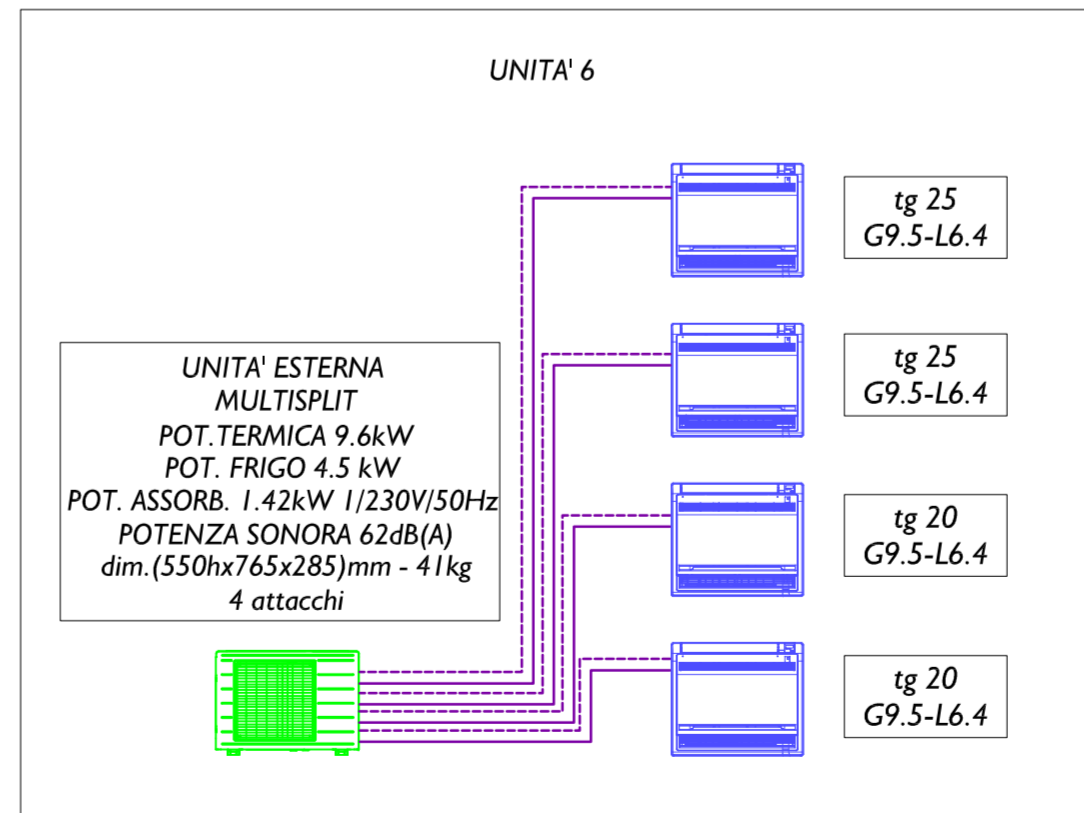 UNITA' 6
tg 25
G9.5-L6.4
tg 25
G9.5-L6.4
UNITA' ESTERNA
MULTISPLIT
POT.TERMICA 9.6kW
POT. FRIGO 4.5 kW
POT. ASSORB. 1.42kW 1/230V/50Hz
POTENZA SONORA 62dB(A)
dim.(550hx765x285)mm - 41kg
4 attacchi
tg 20
G9.5-L6.4
tg 20
G9.5-L6.4